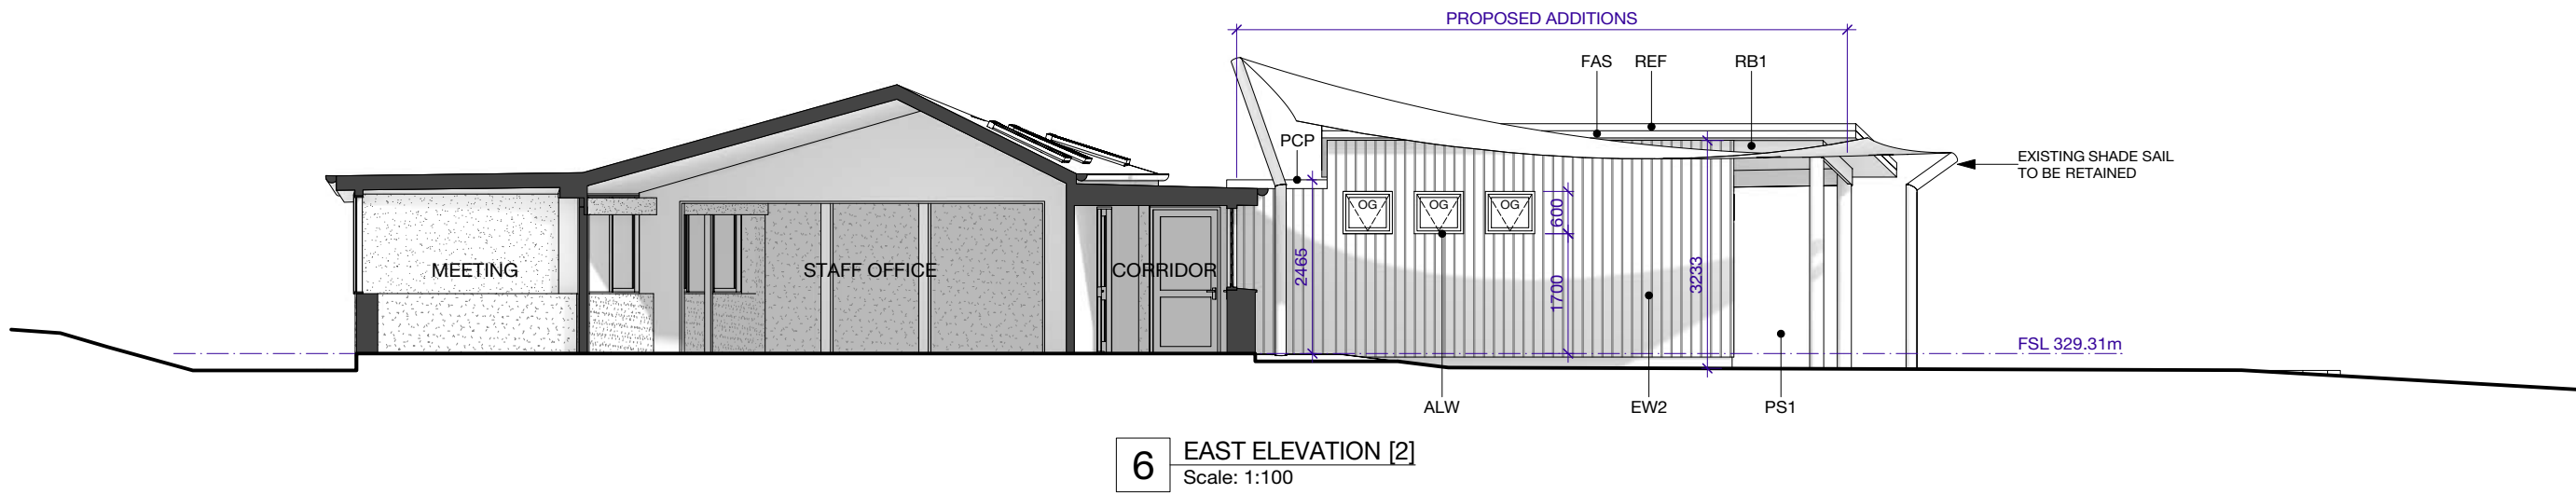 PROPOSED ADDITIONS
FAS REF RB1
PCP
EXISTING SHADE SAIL
TO BE RETAINED
OG OG OG
600
MEETING STAFF OFFICE CORRIDOR
2465
1700
3233
FSL 329.31m
ALW EW2 PS1
6 EAST ELEVATION [2]
Scale: 1:100